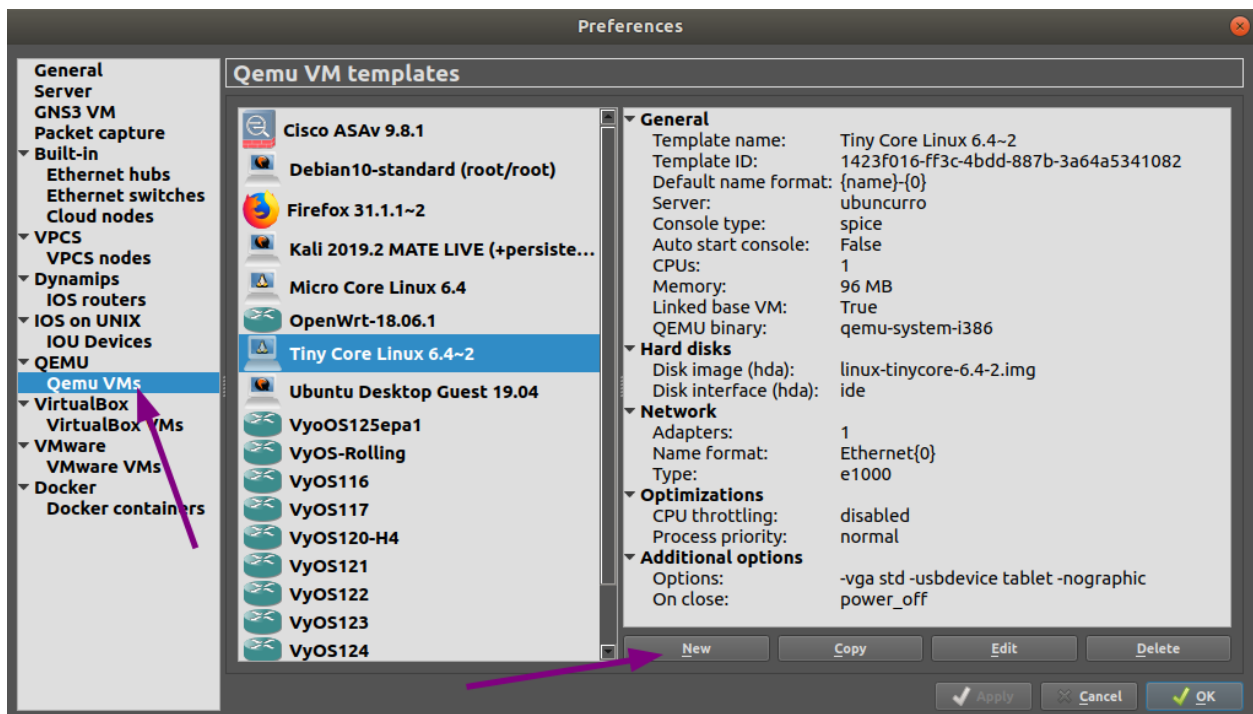 Preferences
General
Server
GNS3 VM
Packet capture
Built-in
Ethernet hubs
Ethernet switches
Cloud nodes
VPCS
VPCS nodes
Dynamips
IOS routers
IOS on UNIX
IOU Devices
QEMU
Qemu VMs
VirtualBox
VirtualBox VMs
VMware
VMware VMs
Docker
Docker containers
Qemu VM templates
Cisco ASAv 9.8.1
Debian10-standard (root/root)
Firefox 31.1.1~2
Kali 2019.2 MATE LIVE (+persiste...
Micro Core Linux 6.4
OpenWrt-18.06.1
Tiny Core Linux 6.4~2
Ubuntu Desktop Guest 19.04
VyoOS125epa1
VyOS-Rolling
VyOS116
VyOS117
VyOS120-H4
VyOS121
VyOS122
VyOS123
VyOS124
General
Template name: Tiny Core Linux 6.4~2
Template ID: 1423f016-ff3c-4bdd-887b-3a64a5341082
Default name format: {name}-{0}
Server: ubuncurro
Console type: spice
Auto start console: False
CPUs: 1
Memory: 96 MB
Linked base VM: True
QEMU binary: qemu-system-i386
Hard disks
Disk image (hda): linux-tinycore-6.4-2.img
Disk interface (hda): ide
Network
Adapters: 1
Name format: Ethernet{0}
Type: e1000
Optimizations
CPU throttling: disabled
Process priority: normal
Additional options
Options: -vga std -usbdevice tablet -nographic
On close: power_off
New Copy Edit Delete
Apply Cancel OK